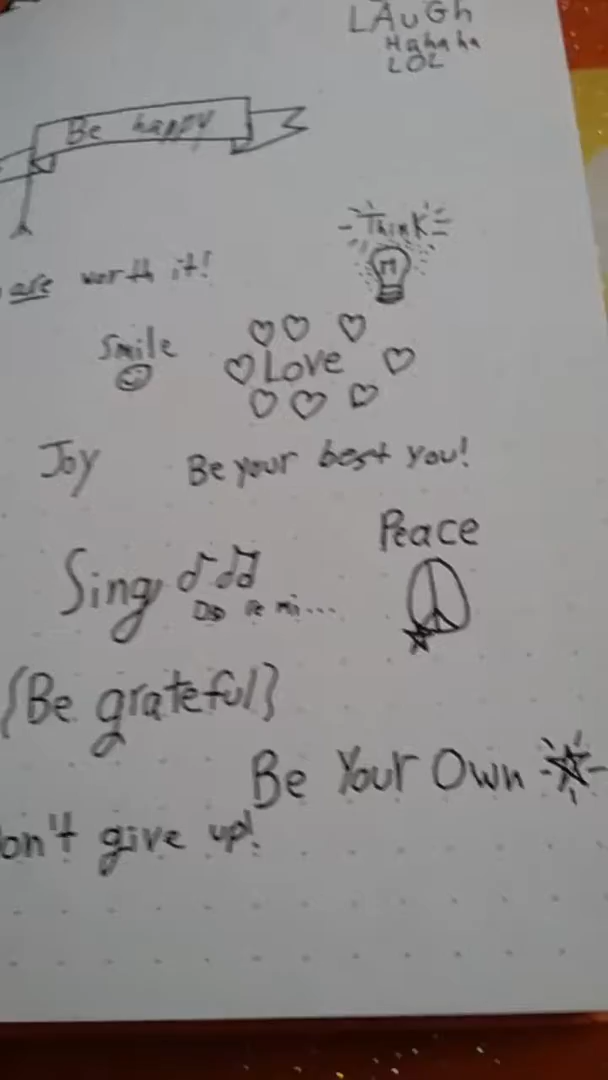 LAuGh
Hahaha
LOL
Be happy
Think
are worth it!
Smile
Love
Joy
Be your best you!
Peace
Sing
Do Re mi...
{Be grateful}
Be Your Own
on't give up!